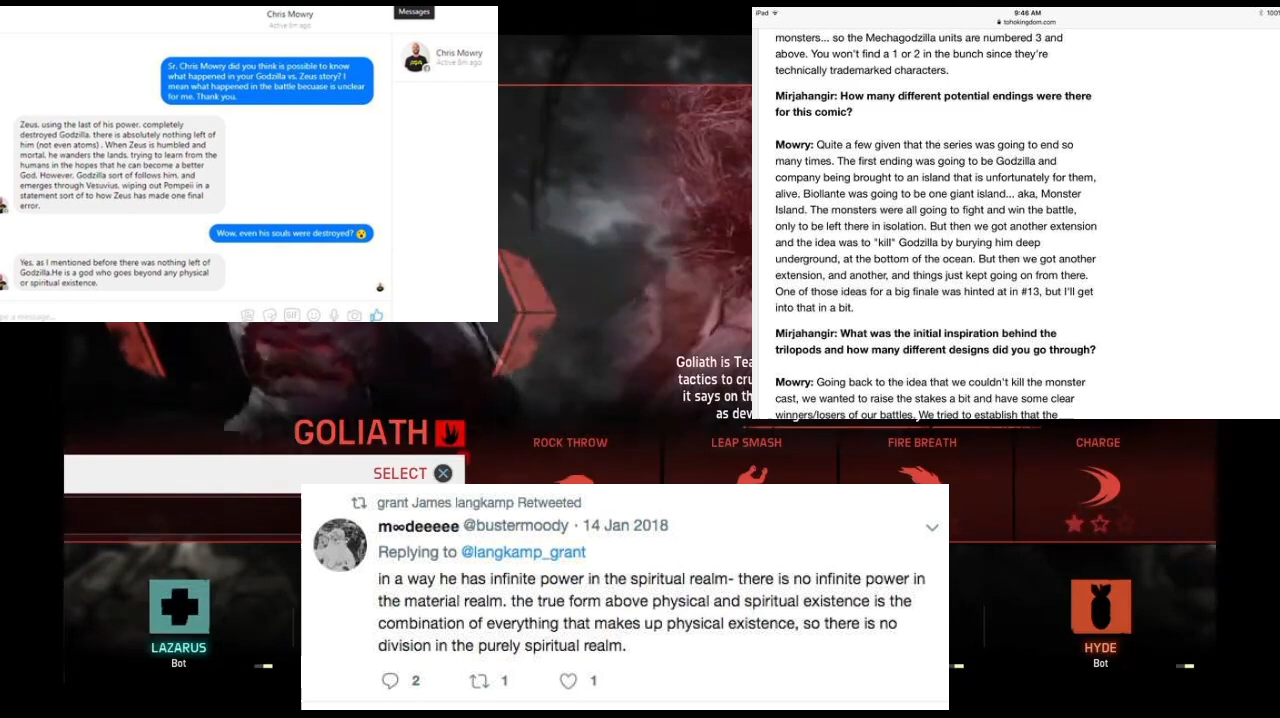 Chris Mowry
Active 8m ago
Messages
Chris Mowry
Active 8m ago
Sr. Chris Mowry did you think is possible to know
what happened in your Godzilla vs. Zeus story? I
mean what happened in the battle becuase is unclear
for me. Thank you.
Zeus, using the last of his power, completely
destroyed Godzilla, there is absolutely nothing left of
him (not even atoms) . When Zeus is humbled and
mortal, he wanders the lands, trying to learn from the
humans in the hopes that he can become a better
God. However, Godzilla sort of follows him, and
emerges through Vesuvius, wiping out Pompeii in a
statement sort of to how Zeus has made one final
error.
Wow, even his souls were destroyed?
Yes, as I mentioned before there was nothing left of
Godzilla.He is a god who goes beyond any physical
or spiritual existence.
pe a message...
GIF
iPad
9:46 AM
100%
tohokingdom.com
monsters... so the Mechagodzilla units are numbered 3 and
above. You won't find a 1 or 2 in the bunch since they're
technically trademarked characters.
Mirjahangir: How many different potential endings were there
for this comic?
Mowry: Quite a few given that the series was going to end so
many times. The first ending was going to be Godzilla and
company being brought to an island that is unfortunately for them,
alive. Biollante was going to be one giant island... aka, Monster
Island. The monsters were all going to fight and win the battle,
only to be left there in isolation. But then we got another extension
and the idea was to "kill" Godzilla by burying him deep
underground, at the bottom of the ocean. But then we got another
extension, and another, and things just kept going on from there.
One of those ideas for a big finale was hinted at in #13, but I'll get
into that in a bit.
Mirjahangir: What was the initial inspiration behind the
trilopods and how many different designs did you go through?
Mowry: Going back to the idea that we couldn't kill the monster
cast, we wanted to raise the stakes a bit and have some clear
winners/losers of our battles. We tried to establish that the
Goliath is Tea
tactics to cru
it says on th
as dev
GOLIATH
SELECT
ROCK THROW
LEAP SMASH
FIRE BREATH
CHARGE
grant James langkamp Retweeted
m∞deeeee @bustermoody · 14 Jan 2018
Replying to @langkamp_grant
in a way he has infinite power in the spiritual realm- there is no infinite power in
the material realm. the true form above physical and spiritual existence is the
combination of everything that makes up physical existence, so there is no
division in the purely spiritual realm.
2
1
1
LAZARUS
Bot
HYDE
Bot